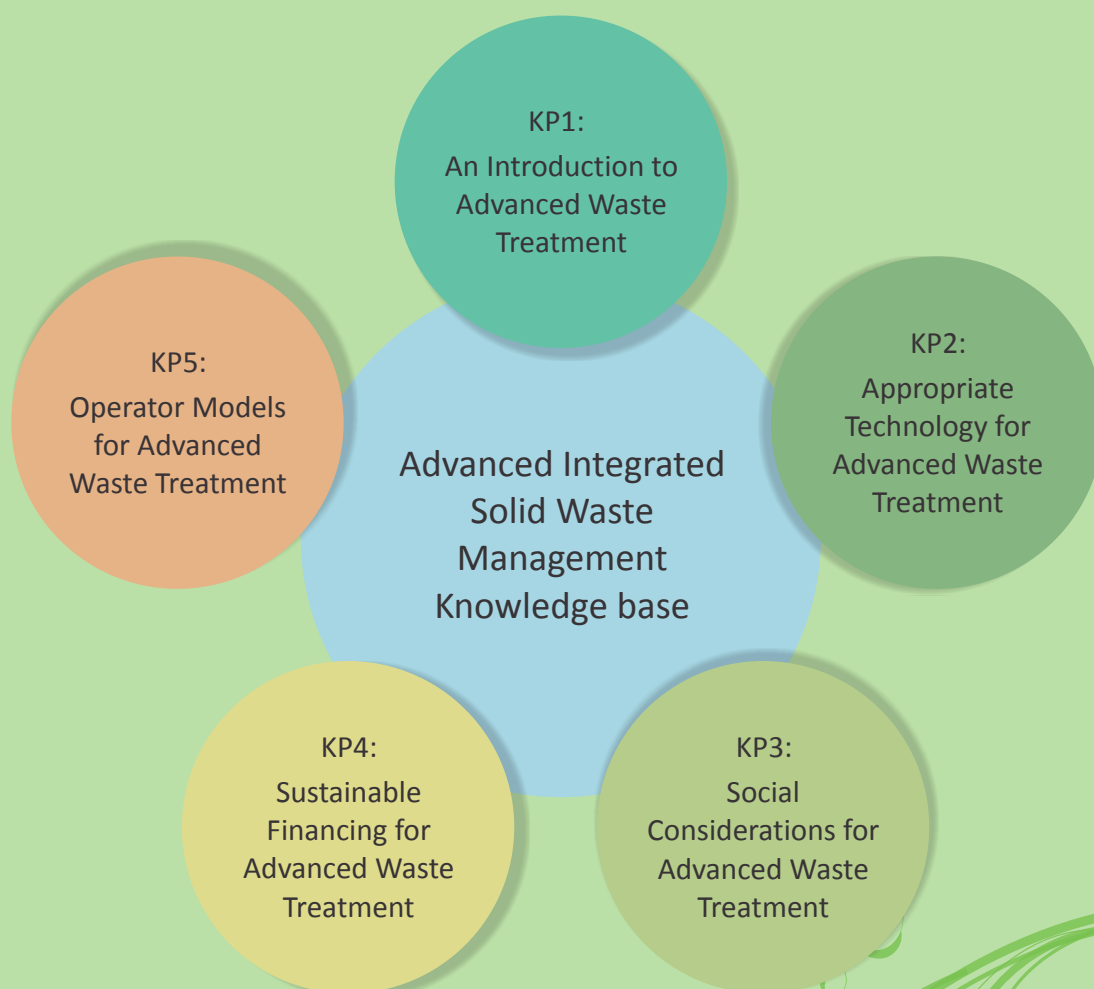 KP1:
An Introduction to
Advanced Waste
Treatment
KP2:
Appropriate
Technology for
Advanced Waste
Treatment
KP5:
Operator Models
for Advanced
Waste Treatment
Advanced Integrated
Solid Waste
Management
Knowledge base
KP4:
Sustainable
Financing for
Advanced Waste
Treatment
KP3:
Social
Considerations for
Advanced Waste
Treatment